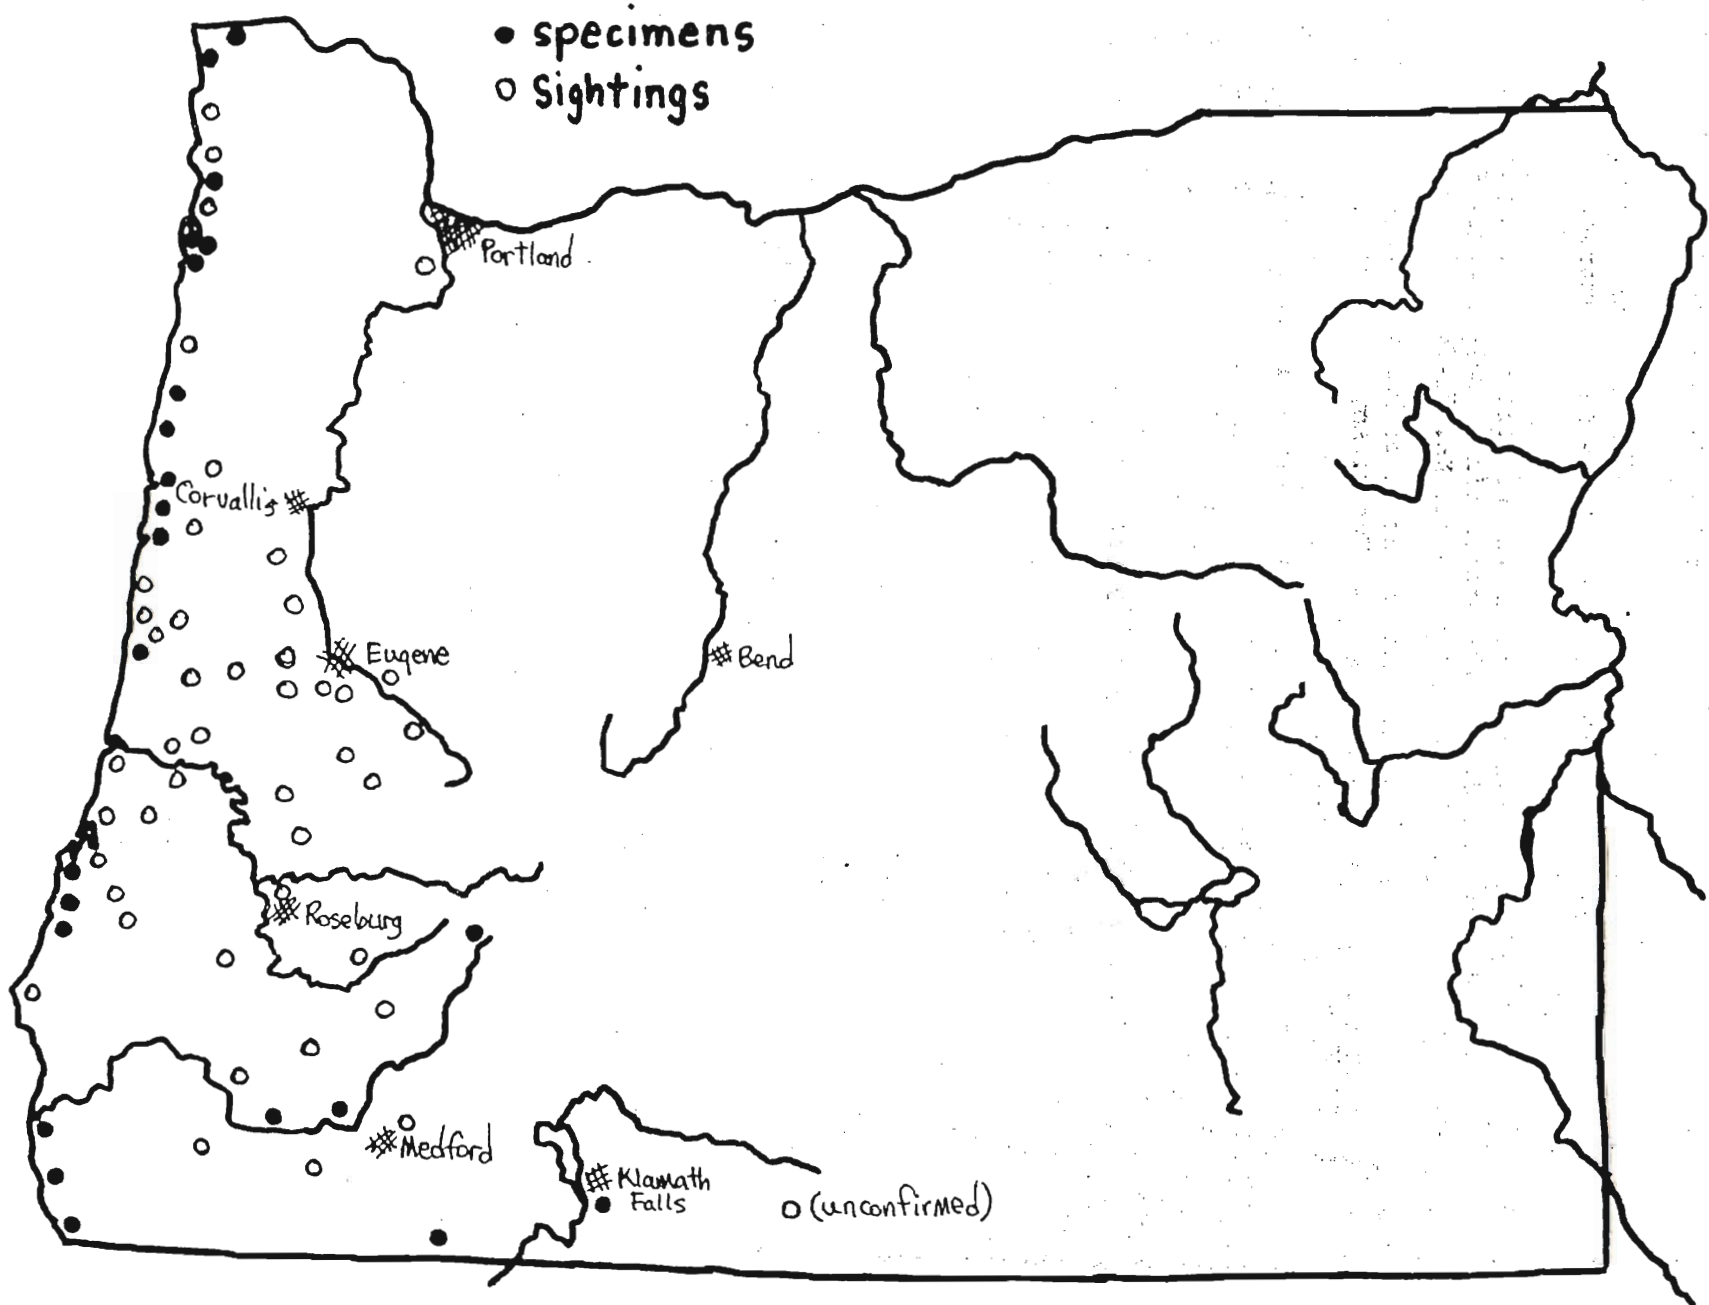 specimens
Sightings
Portland
Corvallis
Eugene
Bend
Roseburg
Medford
Klamath
Falls
(unconfirmed)